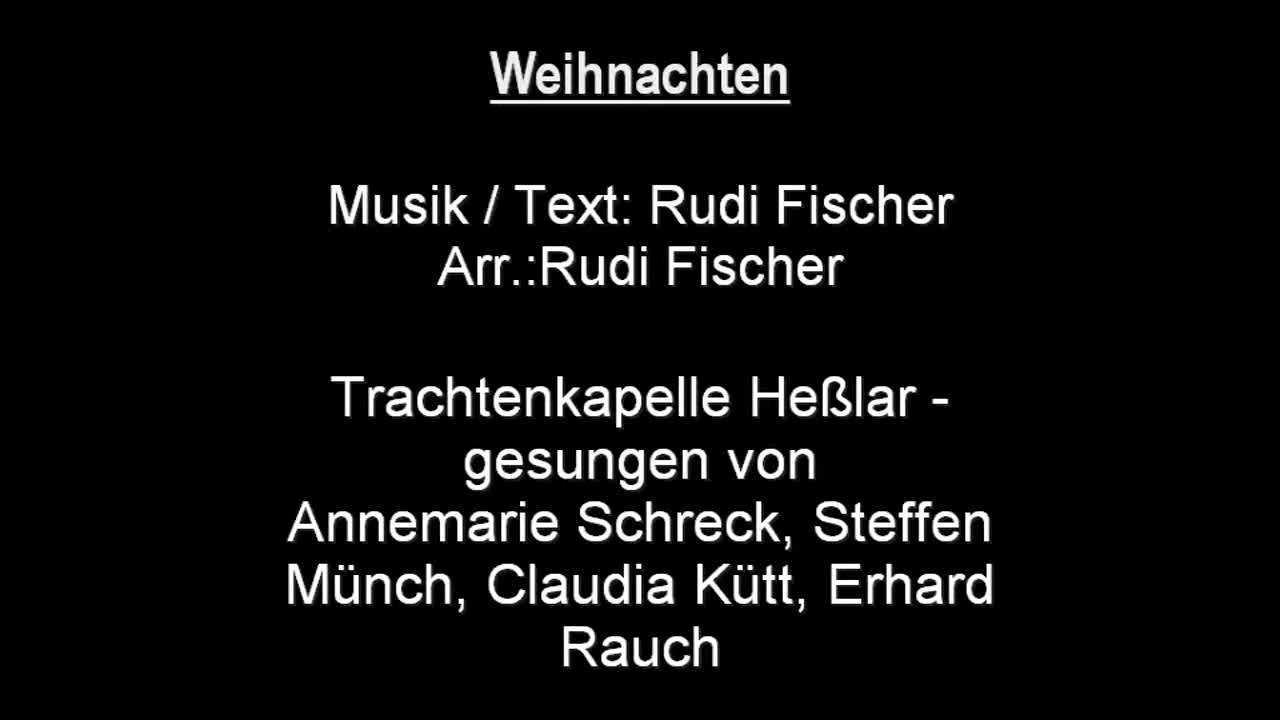 Weihnachten
Musik / Text: Rudi Fischer
Arr.:Rudi Fischer
Trachtenkapelle Heßlar -
gesungen von
Annemarie Schreck, Steffen
Münch, Claudia Kütt, Erhard
Rauch